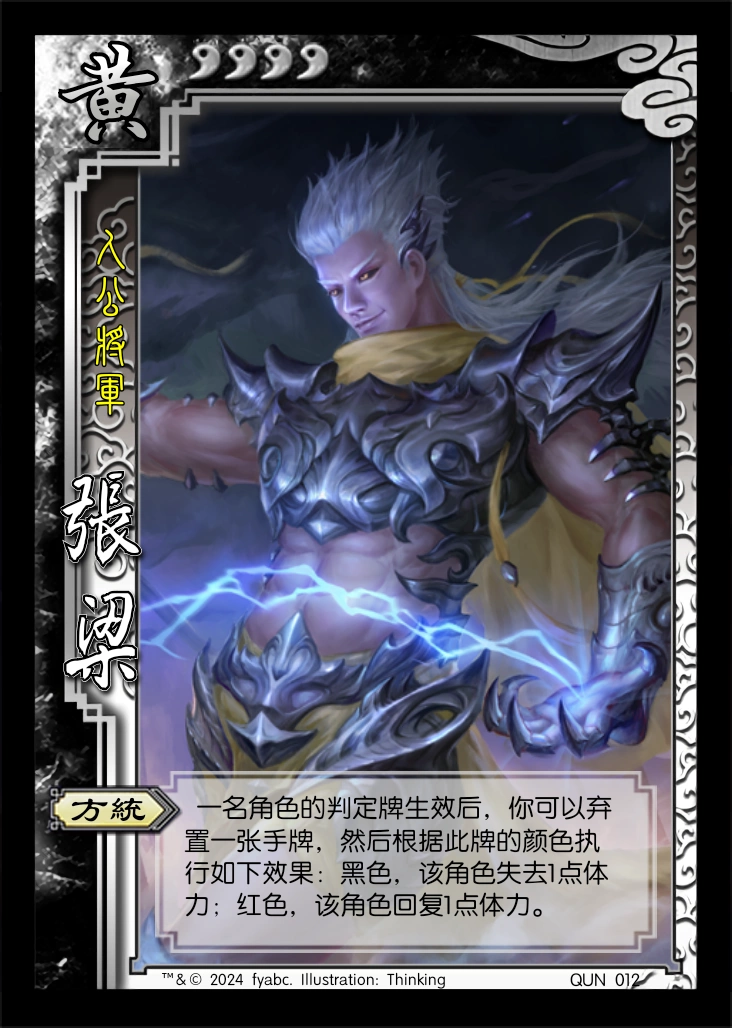 黄
人公將軍
張梁
方統
一名角色的判定牌生效后，你可以弃
置一张手牌，然后根据此牌的颜色执
行如下效果：黑色，该角色失去1点体
力；红色，该角色回复1点体力。
™&© 2024 fyabc. Illustration: Thinking
QUN 012